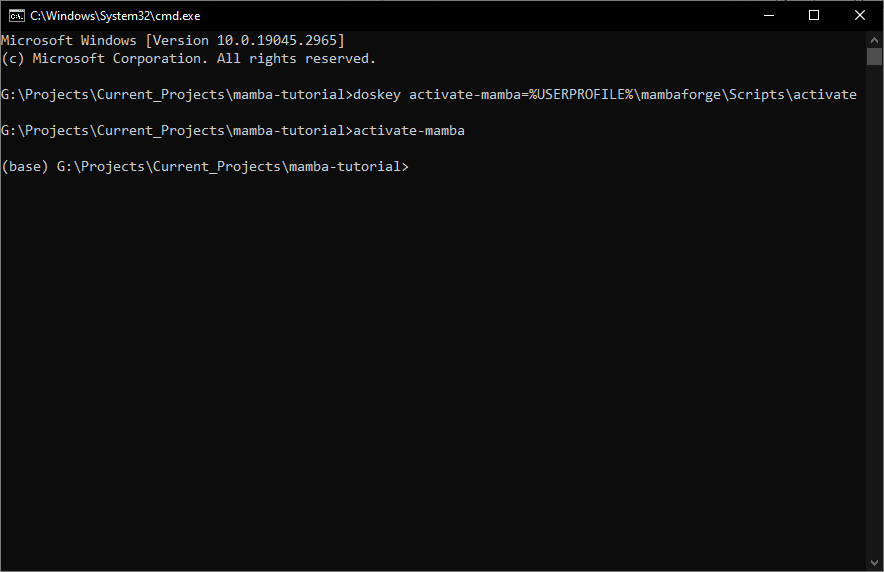 C:\Windows\System32\cmd.exe
Microsoft Windows [Version 10.0.19045.2965]
(c) Microsoft Corporation. All rights reserved.
G:\Projects\Current_Projects\mamba-tutorial>doskey activate-mamba=%USERPROFILE%\mambaforge\Scripts\activate
G:\Projects\Current_Projects\mamba-tutorial>activate-mamba
(base) G:\Projects\Current_Projects\mamba-tutorial>